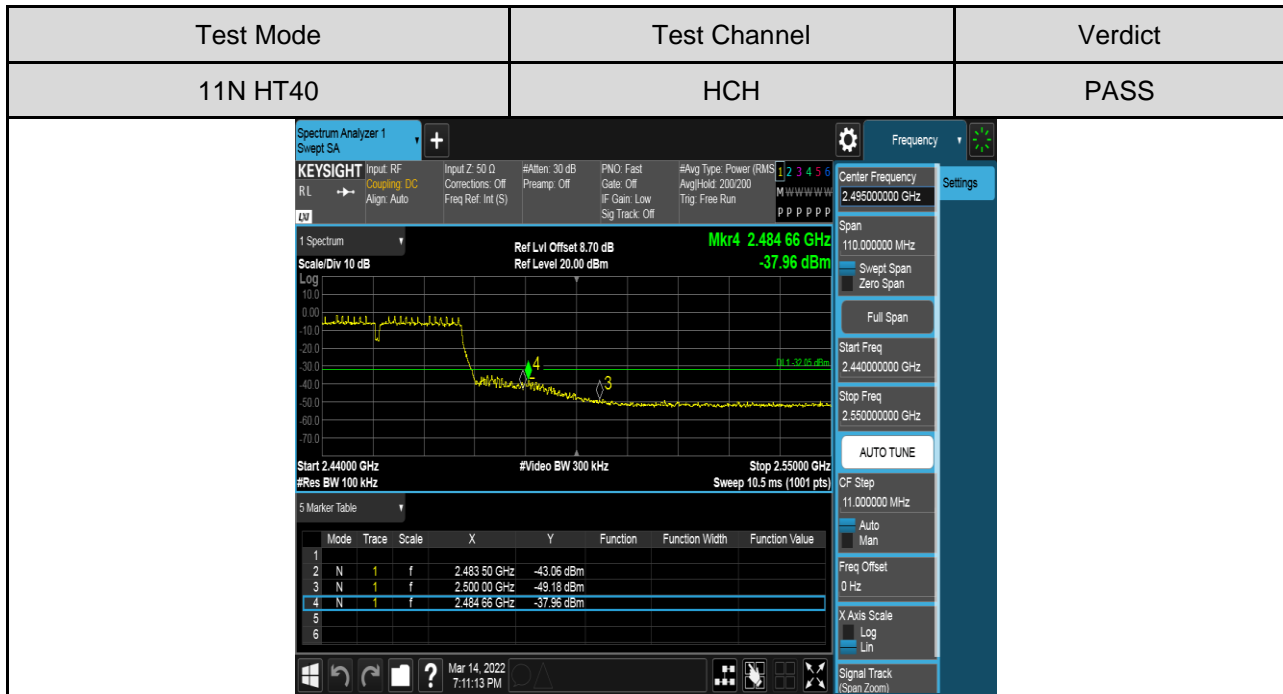 Test Mode Test Channel Verdict
11N HT40 HCH PASS
Spectrum Analyzer 1
Swept SA
+
Frequency
KEYSIGHT Input: RF Input Z: 50 Ω #Atten: 30 dB PNO: Fast #Avg Type: Power (RMS 1 2 3 4 5 6
RL Coupling: DC Corrections: Off Preamp: Off Gate: Off Avg|Hold: 200/200 M W W W W W
Align: Auto Freq Ref: Int (S) IF Gain: Low Trig: Free Run
LXI Sig Track: Off P P P P P P
1 Spectrum Ref Lvl Offset 8.70 dB Mkr4 2.484 66 GHz
Scale/Div 10 dB Ref Level 20.00 dBm -37.96 dBm
Log
10.0
0.00
-10.0
-20.0
-30.0
-40.0
-50.0
-60.0
-70.0
4
3
DL1 -32.05 dBm
Start 2.44000 GHz #Video BW 300 kHz Stop 2.55000 GHz
#Res BW 100 kHz Sweep 10.5 ms (1001 pts)
5 Marker Table
Mode Trace Scale X Y Function Function Width Function Value
1
2 N 1 f 2.483 50 GHz -43.06 dBm
3 N 1 f 2.500 00 GHz -49.18 dBm
4 N 1 f 2.484 66 GHz -37.96 dBm
5
6
?
Mar 14, 2022
7:11:13 PM
Center Frequency
2.495000000 GHz
Settings
Span
110.000000 MHz
Swept Span
Zero Span
Full Span
Start Freq
2.440000000 GHz
Stop Freq
2.550000000 GHz
AUTO TUNE
CF Step
11.000000 MHz
Auto
Man
Freq Offset
0 Hz
X Axis Scale
Log
Lin
Signal Track
(Span Zoom)